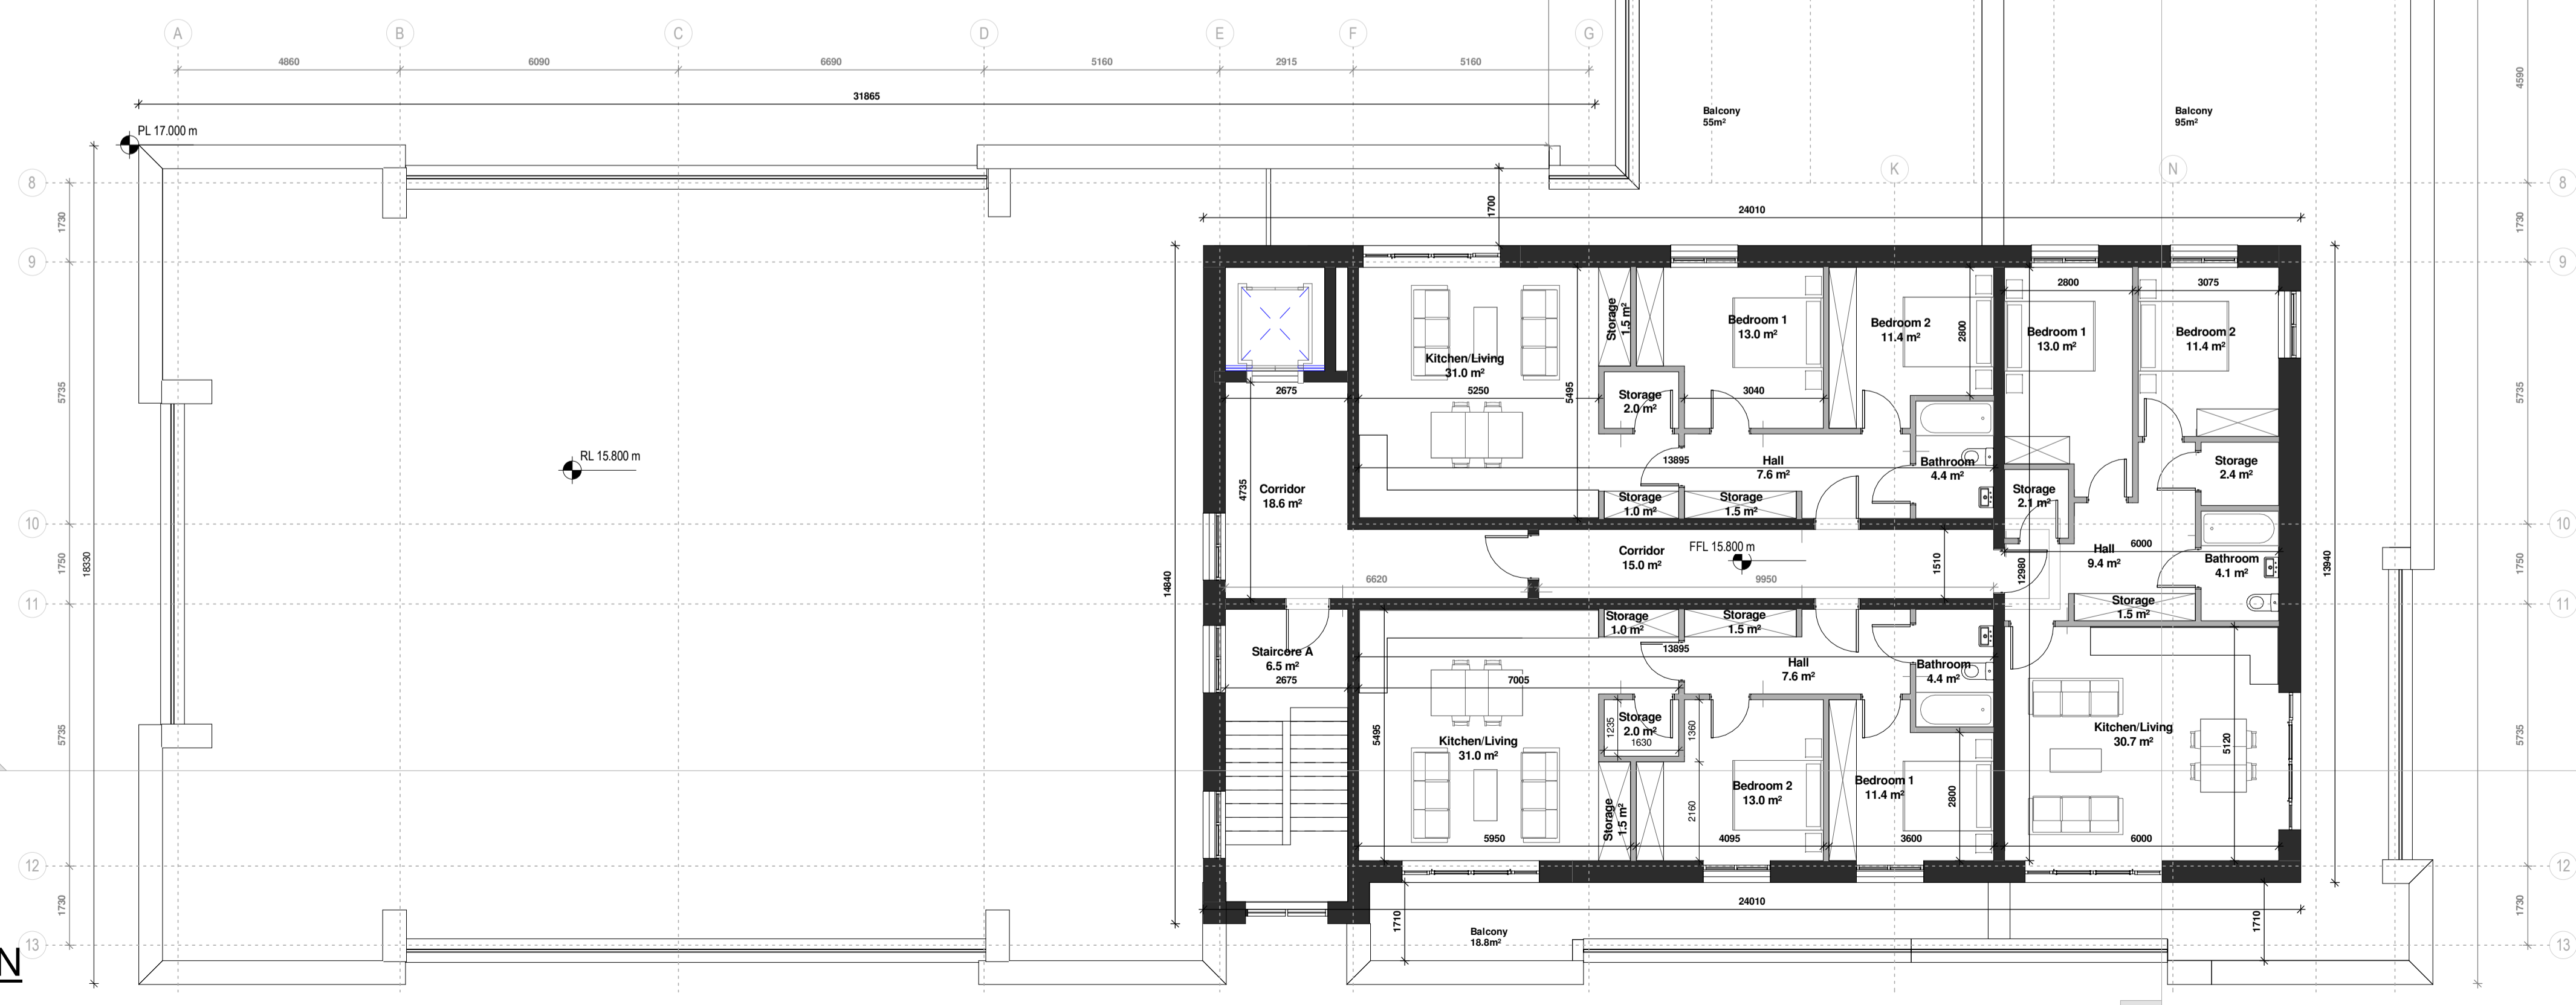 A
B
C
D
E
F
G
4860
6090
6690
5160
2915
5160
4590
31865
Balcony
55m²
Balcony
95m²
PL 17.000 m
K
N
8
8
1730
1700
24010
1730
9
9
2800
3075
Storage
1.5 m²
Bedroom 1
13.0 m²
Bedroom 2
11.4 m²
2800
Bedroom 1
13.0 m²
Bedroom 2
11.4 m²
Kitchen/Living
31.0 m²
5735
2675
5250
5495
3040
5735
Storage
2.0 m²
RL 15.800 m
13895
Hall
7.6 m²
Bathroom
4.4 m²
Storage
2.4 m²
4735
Corridor
18.6 m²
Storage
1.0 m²
Storage
1.5 m²
Storage
2.1 m²
10
10
1750
18330
14840
Corridor
15.0 m²
FFL 15.800 m
1510
12980
Hall
9.4 m²
6000
Bathroom
4.1 m²
13940
1750
6620
9950
11
11
Storage
1.0 m²
Storage
1.5 m²
Storage
1.5 m²
Staircore A
6.5 m²
2675
13895
7005
Hall
7.6 m²
Bathroom
4.4 m²
5735
5495
Kitchen/Living
31.0 m²
1235
Storage
2.0 m²
1630
1360
Kitchen/Living
30.7 m²
5120
5735
Storage
1.5 m²
2160
Bedroom 2
13.0 m²
Bedroom 1
11.4 m²
2800
5950
4095
3600
6000
12
12
1730
24010
1710
1710
1730
Balcony
18.8m²
13
13
N